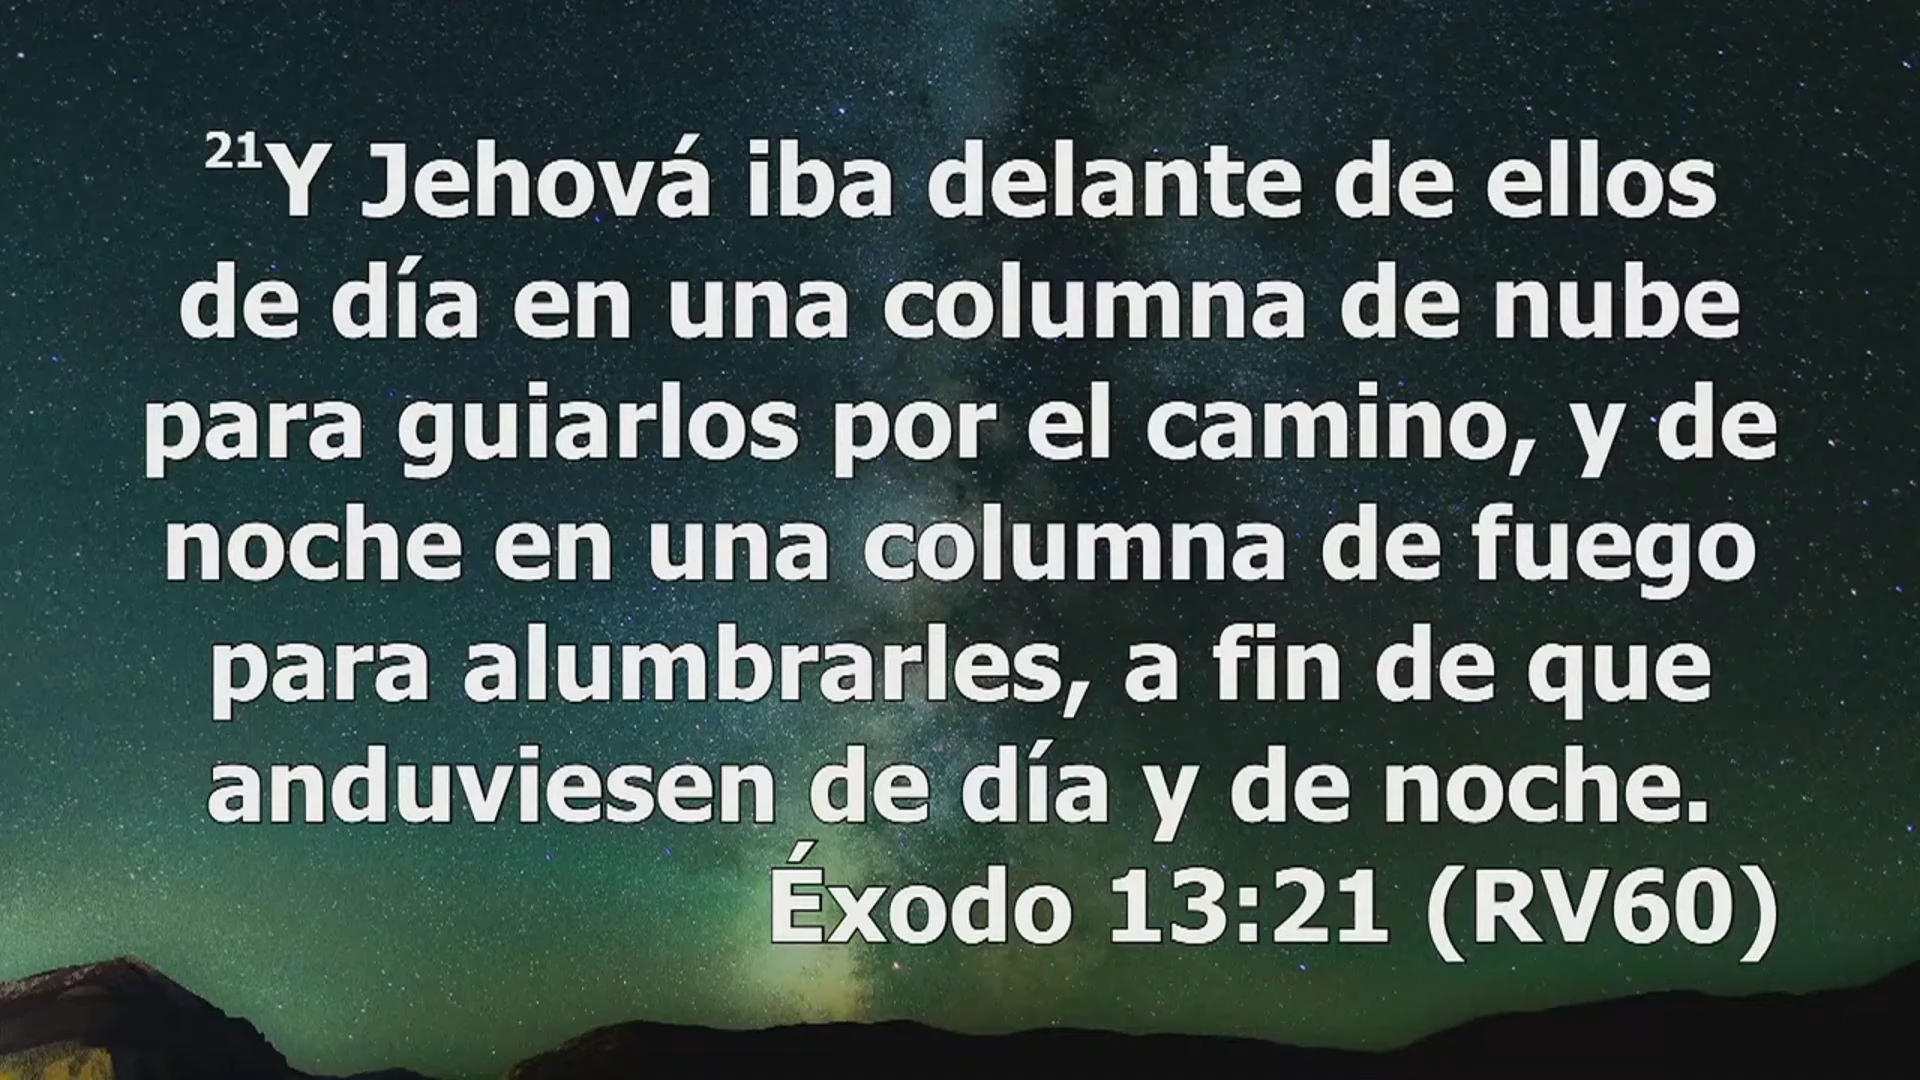 21Y Jehová iba delante de ellos
de día en una columna de nube
para guiarlos por el camino, y de
noche en una columna de fuego
para alumbrarles, a fin de que
anduviesen de día y de noche.
Éxodo 13:21 (RV60)